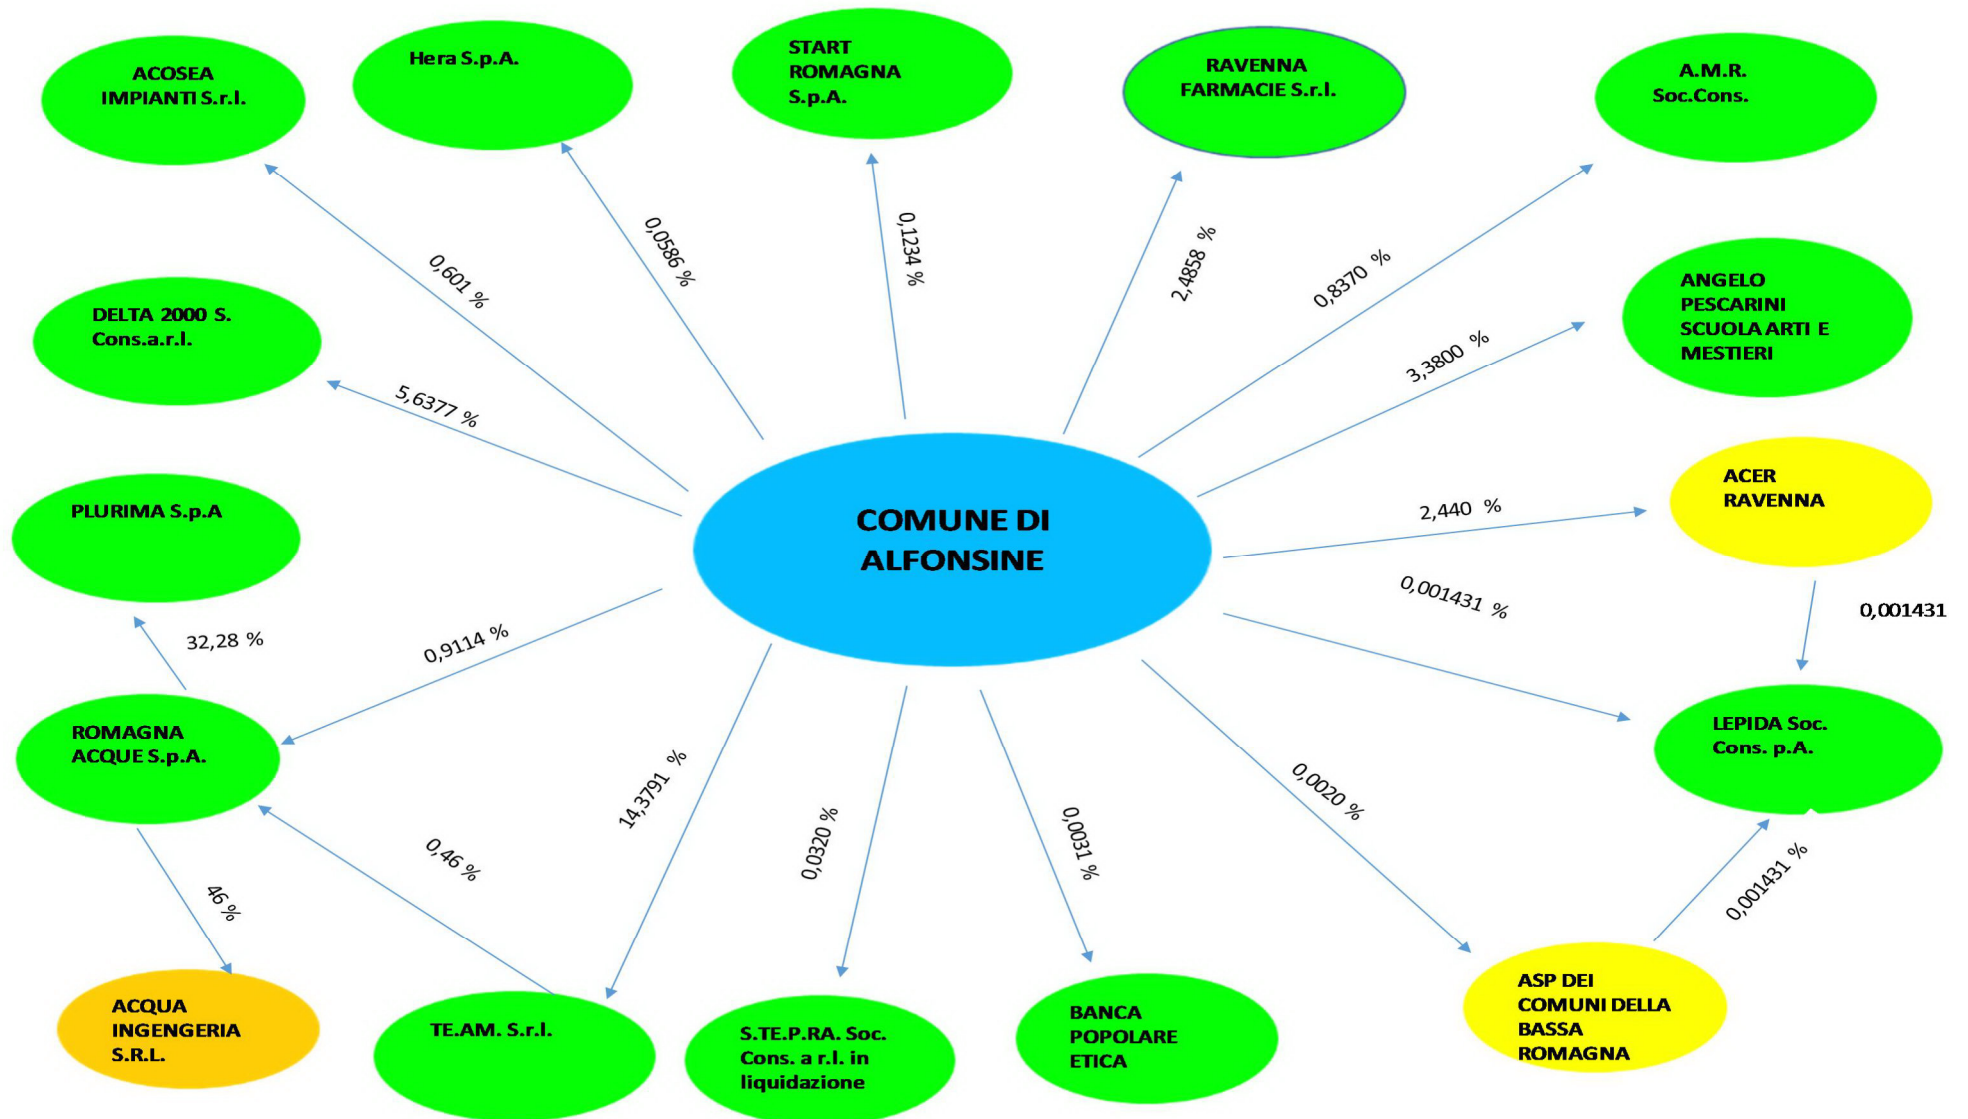 ACOSEA
IMPIANTI S.r.l.
Hera S.p.A.
START
ROMAGNA
S.p.A.
RAVENNA
FARMACIE S.r.l.
A.M.R.
Soc.Cons.
0,601 %
0,0586 %
0,1234 %
2,4858 %
0,8370 %
DELTA 2000 S.
Cons.a.r.l.
5,6377 %
3,3800 %
ANGELO
PESCARINI
SCUOLA ARTI E
MESTIERI
PLURIMA S.p.A
COMUNE DI
ALFONSINE
2,440 %
ACER
RAVENNA
32,28 %
0,9114 %
0,001431 %
0,001431
ROMAGNA
ACQUE S.p.A.
LEPIDA Soc.
Cons. p.A.
46 %
0,46 %
14,3791 %
0,0320 %
0,0031 %
0,0020 %
0,001431 %
ACQUA
INGENGERIA
S.R.L.
TE.AM. S.r.l.
S.TE.P.RA. Soc.
Cons. a r.l. in
liquidazione
BANCA
POPOLARE
ETICA
ASP DEI
COMUNI DELLA
BASSA
ROMAGNA